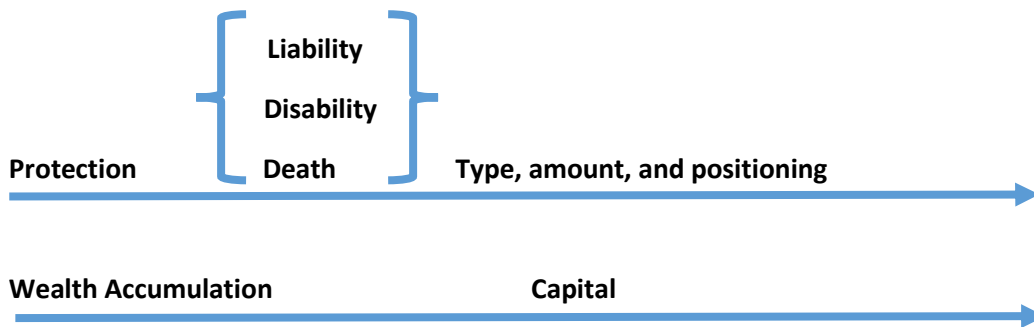 Liability
Disability
Protection Death Type, amount, and positioning
Wealth Accumulation Capital